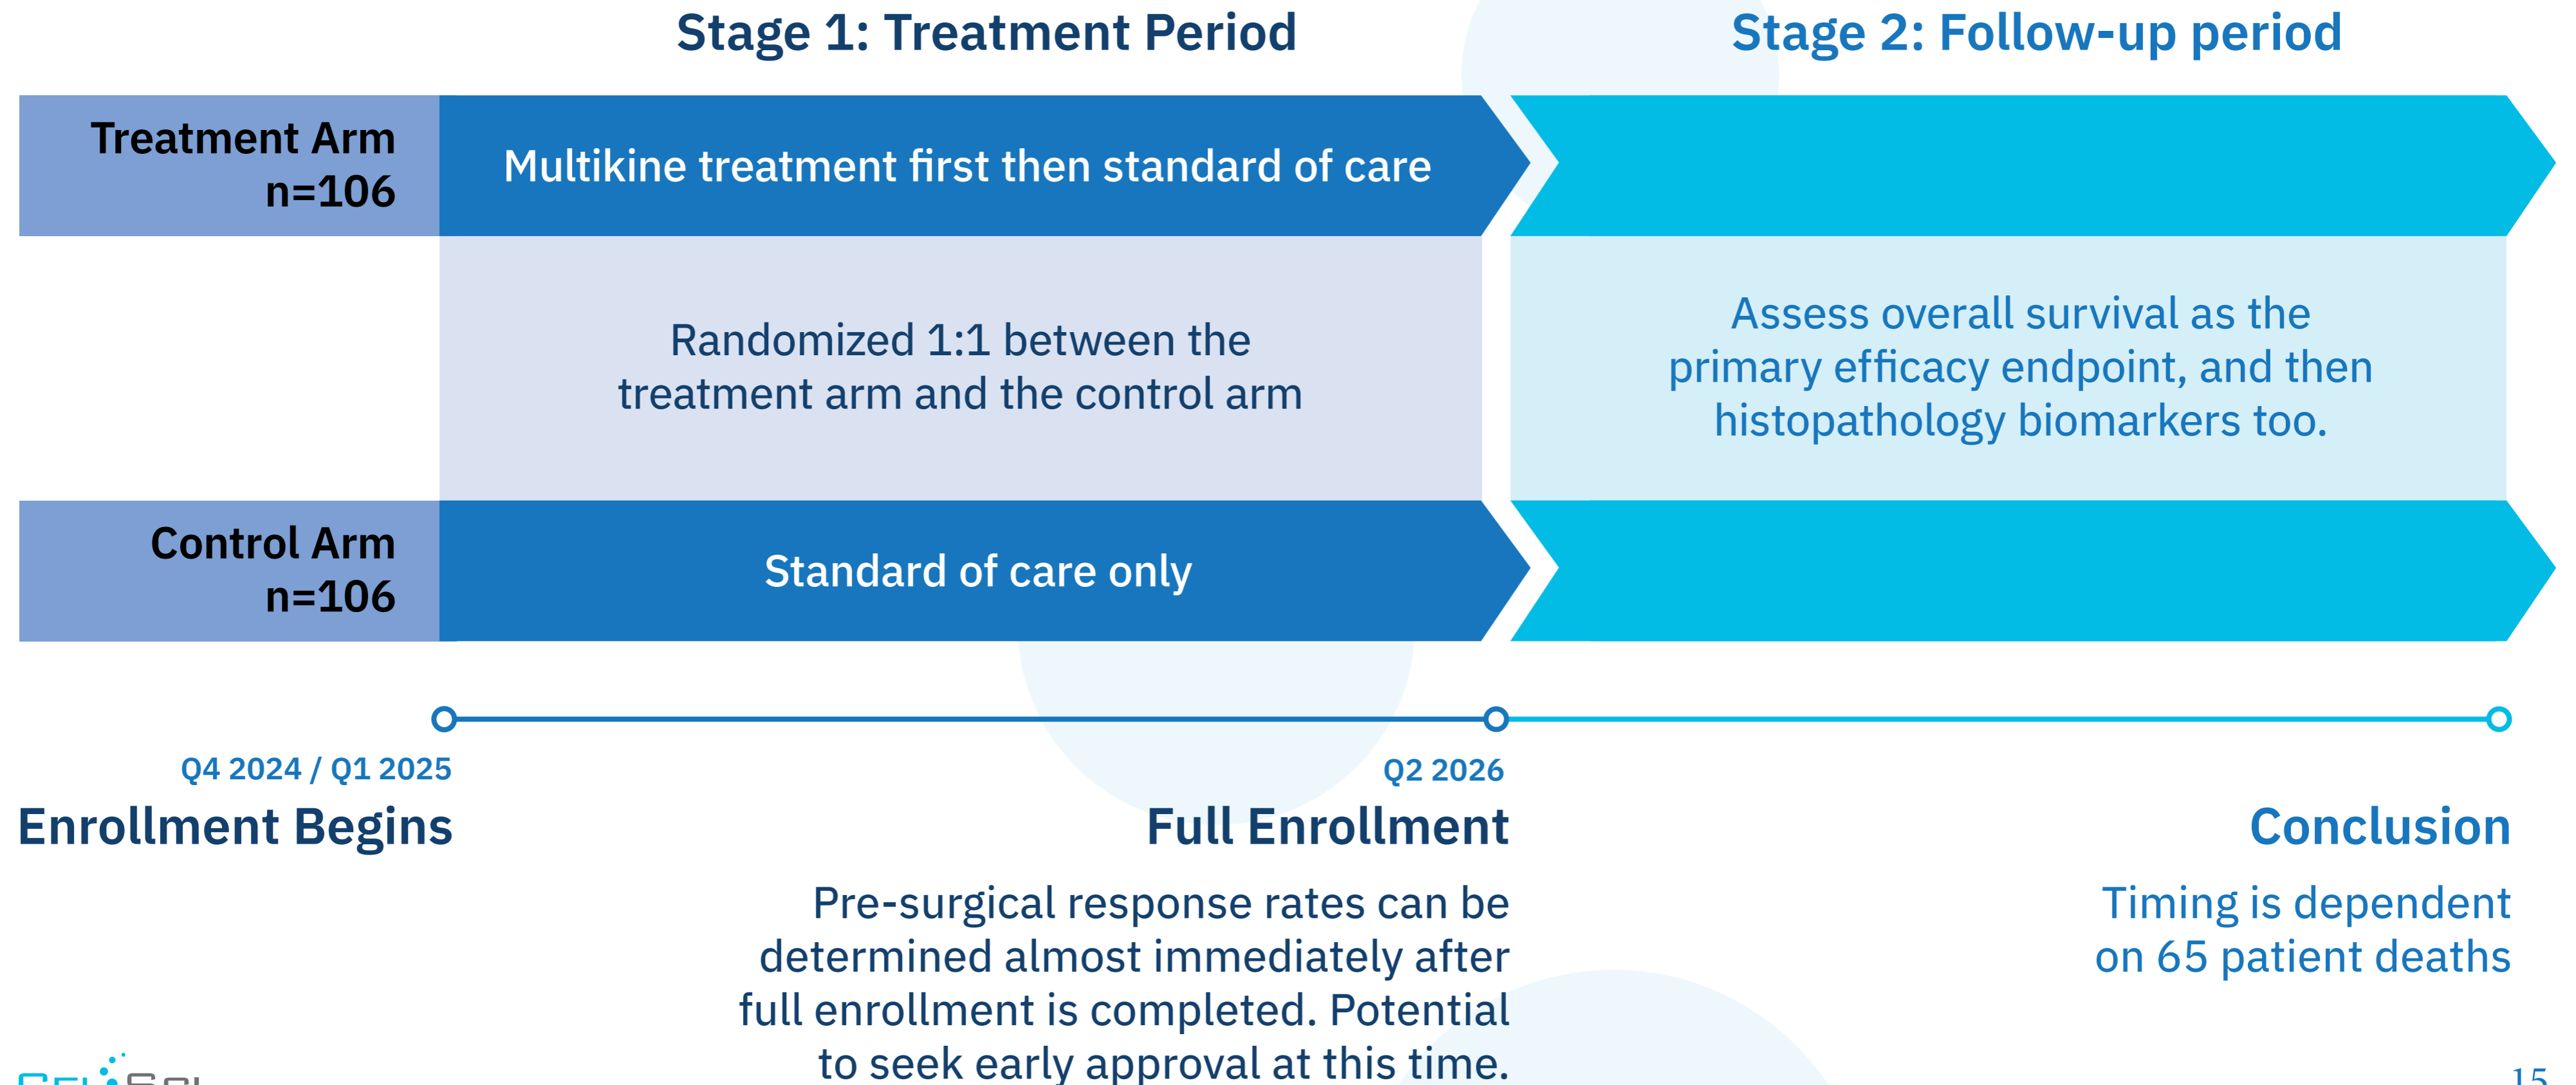 Stage 1: Treatment Period
Stage 2: Follow-up period
Treatment Arm
n=106
Multikine treatment first then standard of care
Randomized 1:1 between the
treatment arm and the control arm
Assess overall survival as the
primary efficacy endpoint, and then
histopathology biomarkers too.
Control Arm
n=106
Standard of care only
Q4 2024 / Q1 2025
Enrollment Begins
Q2 2026
Full Enrollment
Pre-surgical response rates can be
determined almost immediately after
full enrollment is completed. Potential
to seek early approval at this time.
Conclusion
Timing is dependent
on 65 patient deaths
15